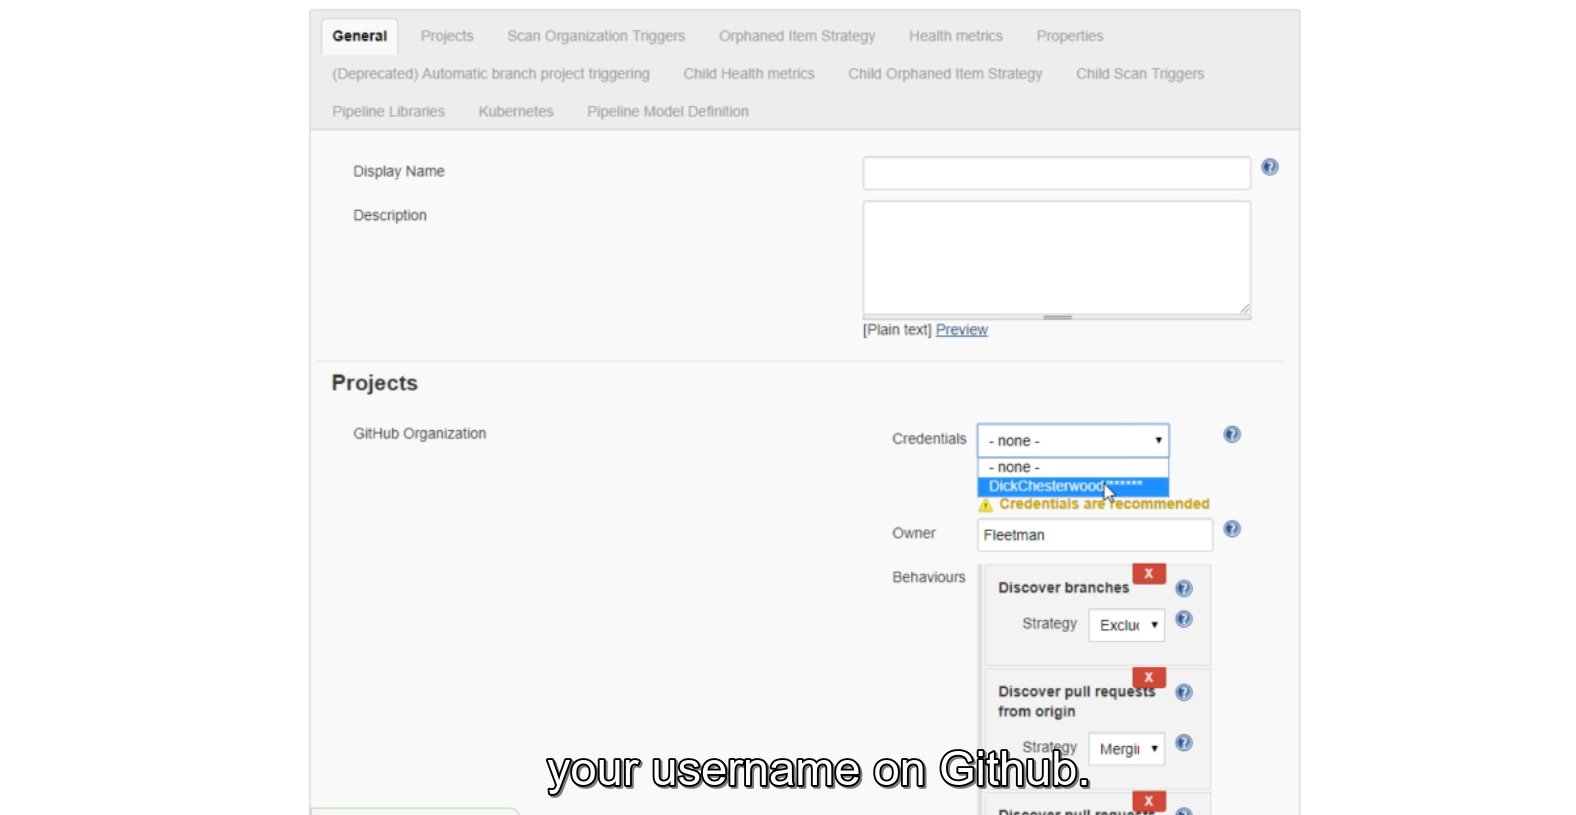 General Projects Scan Organization Triggers Orphaned Item Strategy Health metrics Properties
(Deprecated) Automatic branch project triggering Child Health metrics Child Orphaned Item Strategy Child Scan Triggers
Pipeline Libraries Kubernetes Pipeline Model Definition
Display Name
Description
[Plain text] Preview
Projects
GitHub Organization
Credentials - none -
- none -
DickChesterwood/******
Credentials are recommended
Owner Fleetman
Behaviours
X
Discover branches
Strategy Exclu
X
Discover pull requests
from origin
Strategy Mergi
your username on Github.
X
Discover pull requests